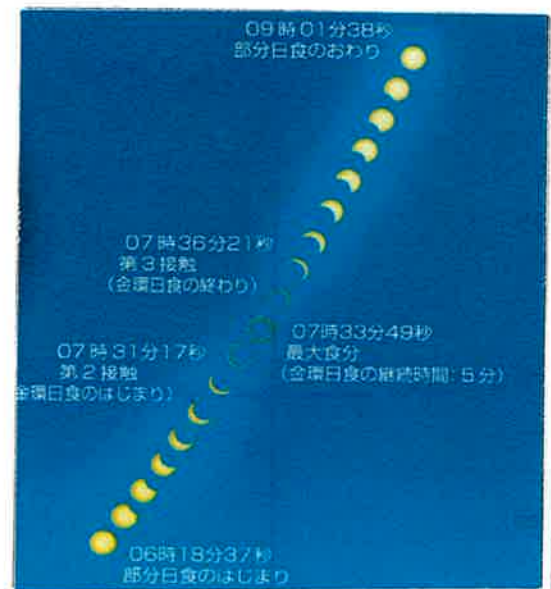 09時01分38秒
部分日食のおわり
07時36分21秒
第3接触
(金環日食の終わり)
07時33分49秒
最大食分
(金環日食の継続時間:5分)
07時31分17秒
第2接触
金環日食のはじまり)
06時18分37秒
部分日食のはじまり